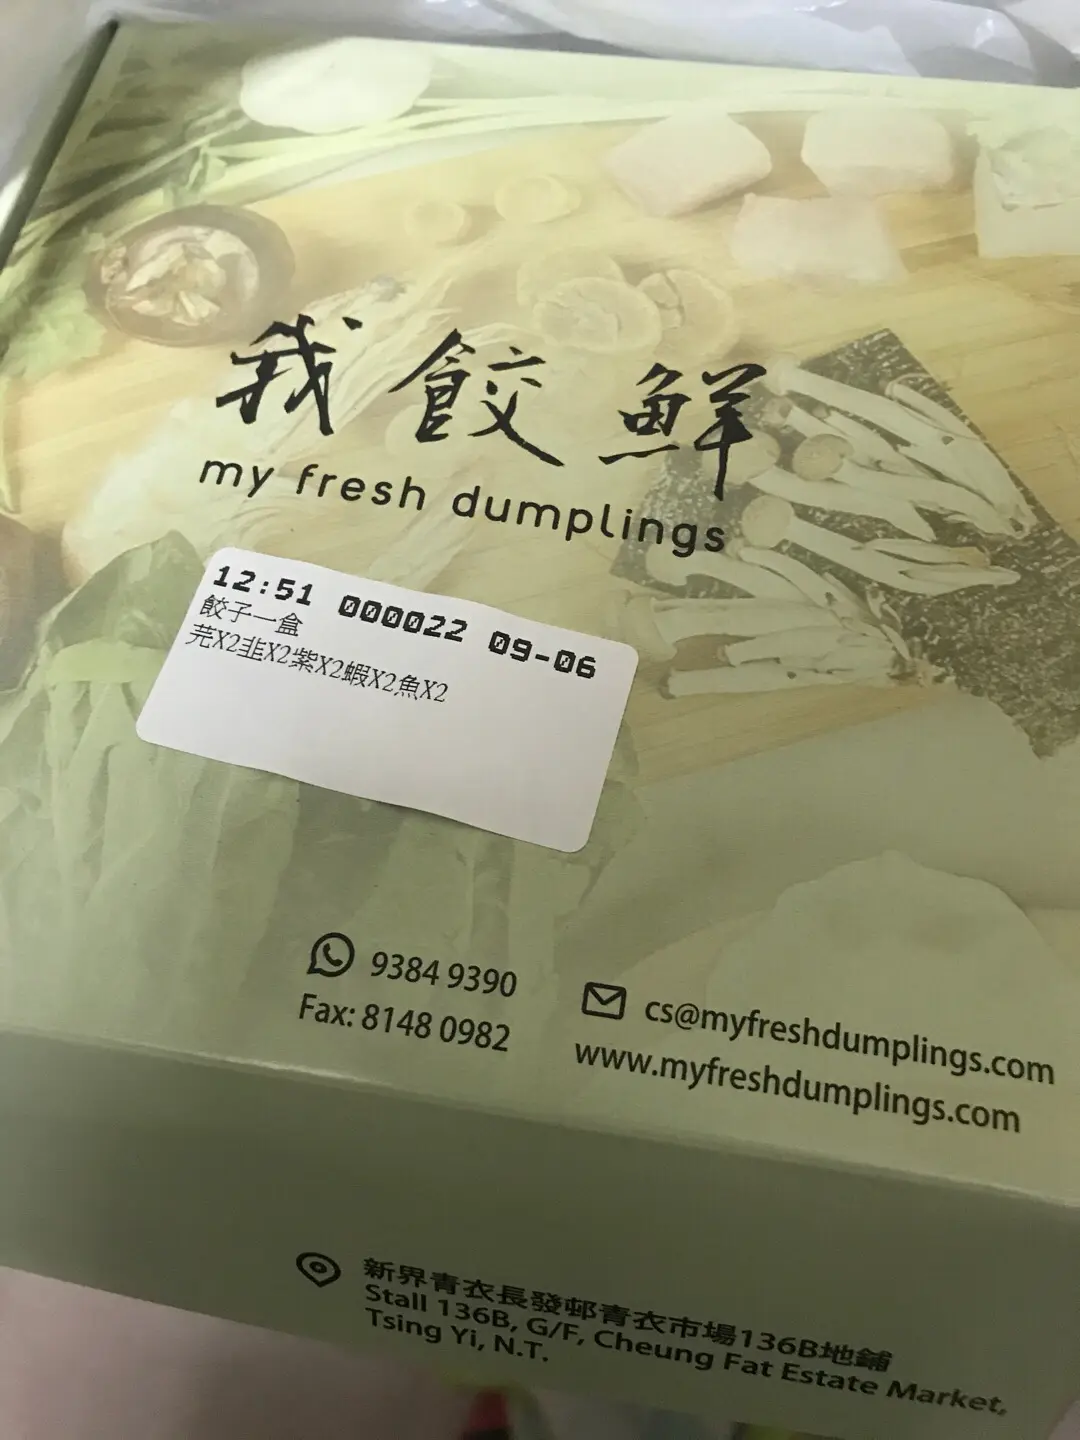 我餃鮮
my fresh dumplings
12:51 000022 09-06
餃子一盒
芫X2韭X2紫X2蝦X2魚X2
9384 9390
Fax: 8148 0982
cs@myfreshdumplings.com
www.myfreshdumplings.com
新界青衣長發邨青衣市場136B地鋪
Stall 136B, G/F, Cheung Fat Estate Market,
Tsing Yi, N.T.